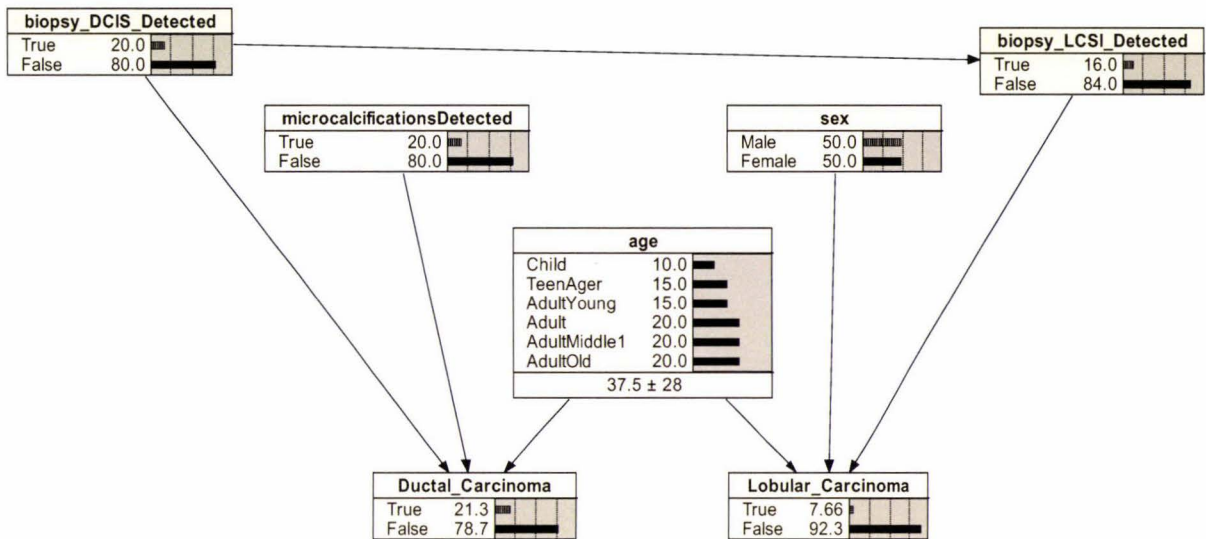 biopsy_DCIS_Detected
True 20.0
False 80.0
biopsy_LCSI_Detected
True 16.0
False 84.0
microcalcificationsDetected
True 20.0
False 80.0
sex
Male 50.0
Female 50.0
age
Child 10.0
TeenAger 15.0
AdultYoung 15.0
Adult 20.0
AdultMiddle1 20.0
AdultOld 20.0
37.5 ± 28
Ductal_Carcinoma
True 21.3
False 78.7
Lobular_Carcinoma
True 7.66
False 92.3